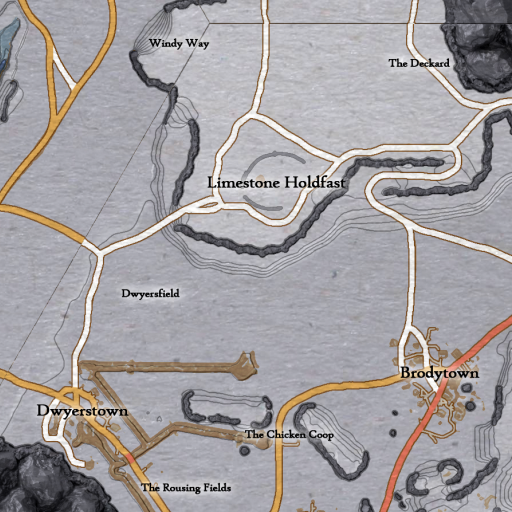 Windy Way
The Deckard
Limestone Holdfast
Dwyersfield
Brodytown
Dwyerstown
The Chicken Coop
The Rousing Fields